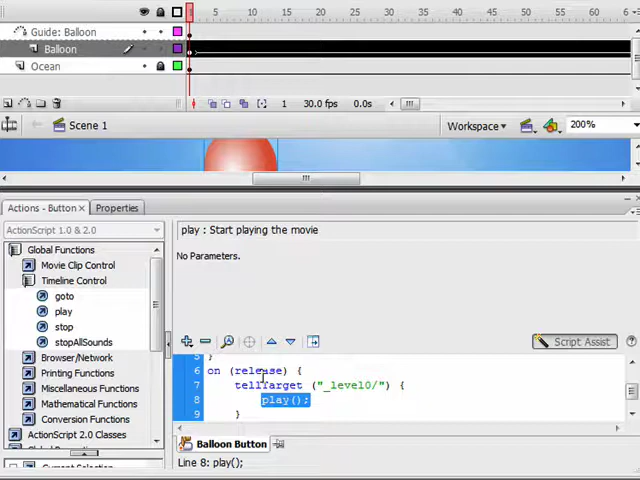 5 10 15 20 25 30 35 40 45 50 55 60 6
Guide: Balloon
Balloon
Ocean
1 30.0 fps 0.0s
Scene 1 Workspace 200%
Actions - Button × Properties
ActionScript 1.0 & 2.0
play : Start playing the movie
Global Functions
No Parameters.
Movie Clip Control
Timeline Control
goto
play
stop
stopAllSounds
Script Assist
Browser/Network
Printing Functions
Miscellaneous Functions
Mathematical Functions
Conversion Functions
ActionScript 2.0 Classes
5 }
6 on (release) {
7 tellTarget ("_level0/") {
8 play();
9 }
Current Selection
Balloon Button
Line 8: play();